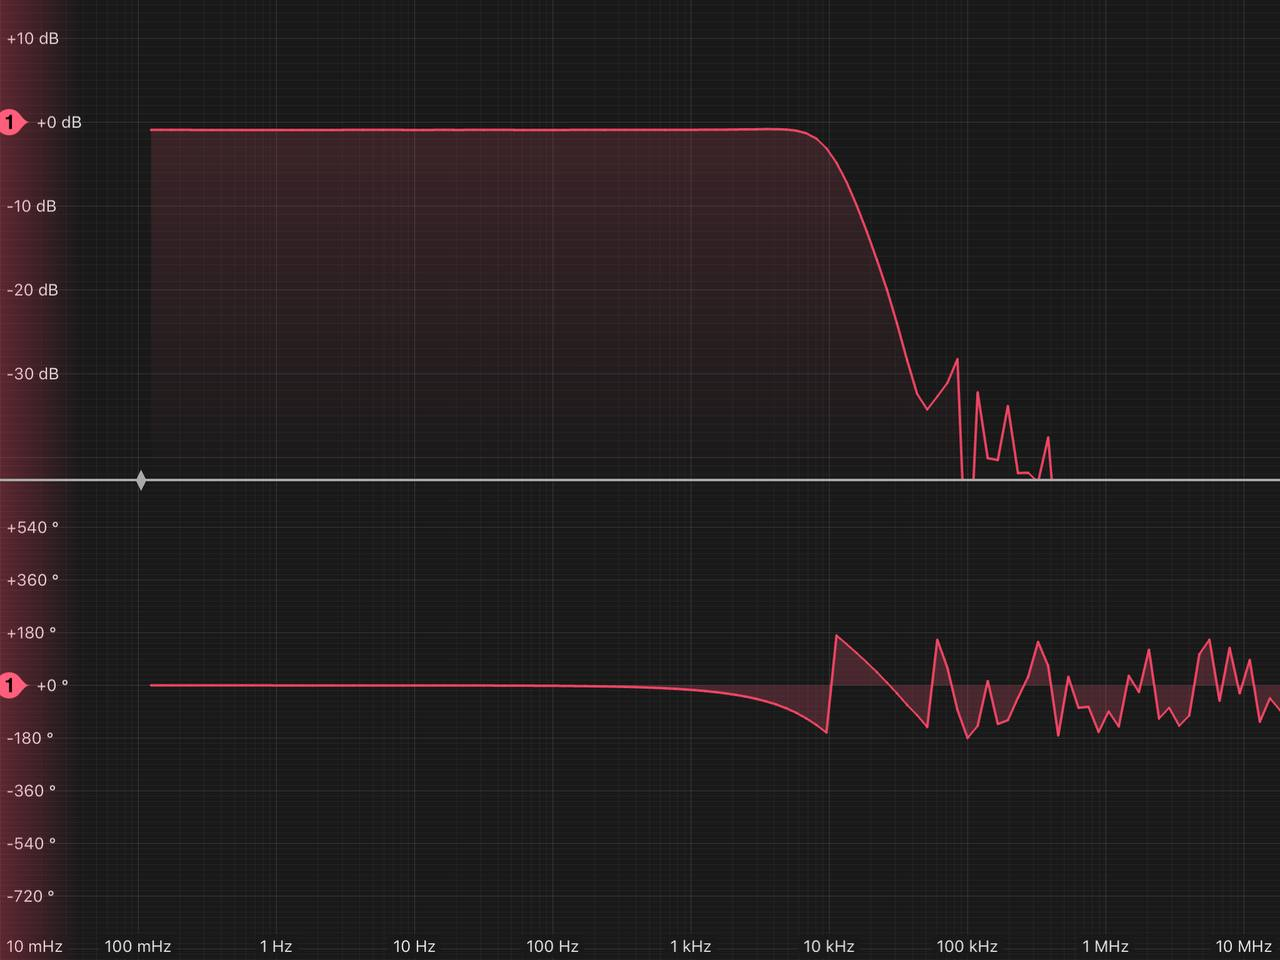 +10 dB
1 +0 dB
-10 dB
-20 dB
-30 dB
+540 °
+360 °
+180 °
1 +0 °
-180 °
-360 °
-540 °
-720 °
10 mHz 100 mHz 1 Hz 10 Hz 100 Hz 1 kHz 10 kHz 100 kHz 1 MHz 10 MHz